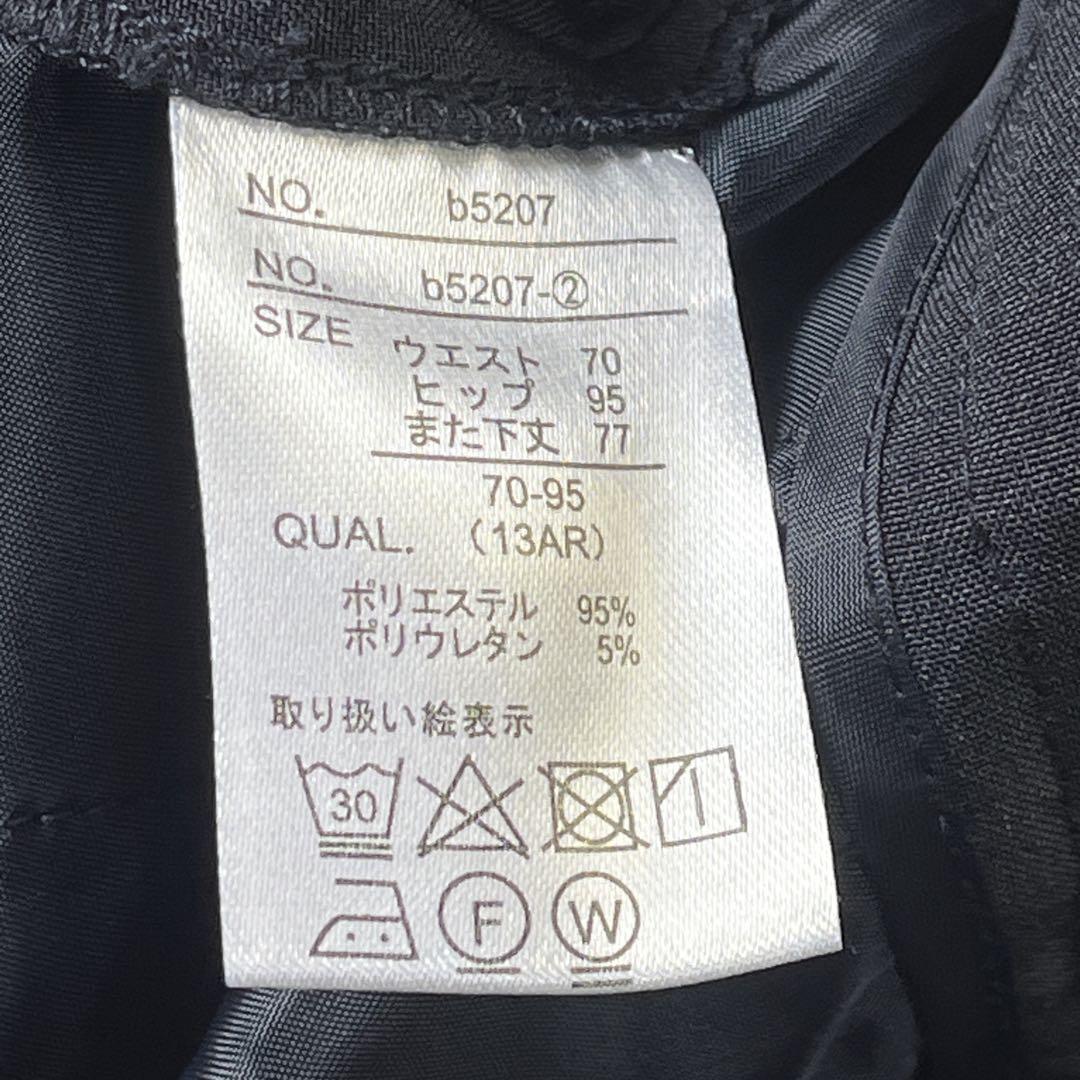 NO. b5207
NO. b5207-②
SIZE ウエスト 70
ヒップ 95
また下丈 77
70-95
QUAL. (13AR)
ポリエステル 95%
ポリウレタン 5%
取り扱い絵表示
30
F W